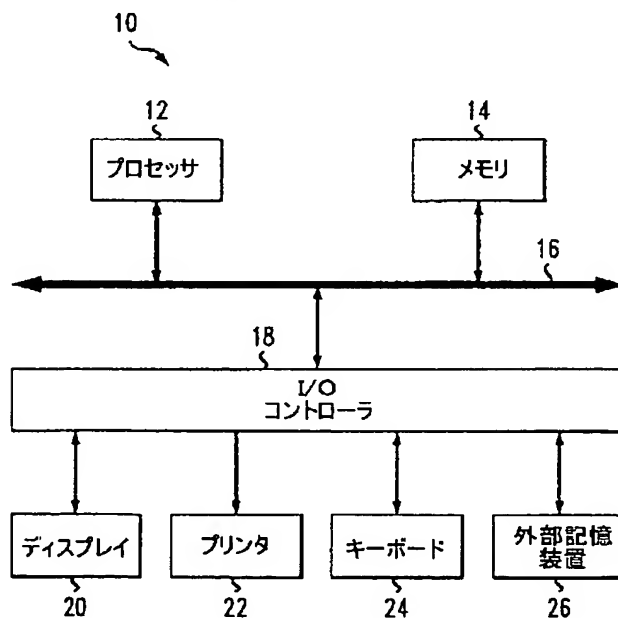 10
12
14
プロセッサ
メモリ
16
18
I/O
コントローラ
ディスプレイ
プリンタ
キーボード
外部記憶
装置
20
22
24
26